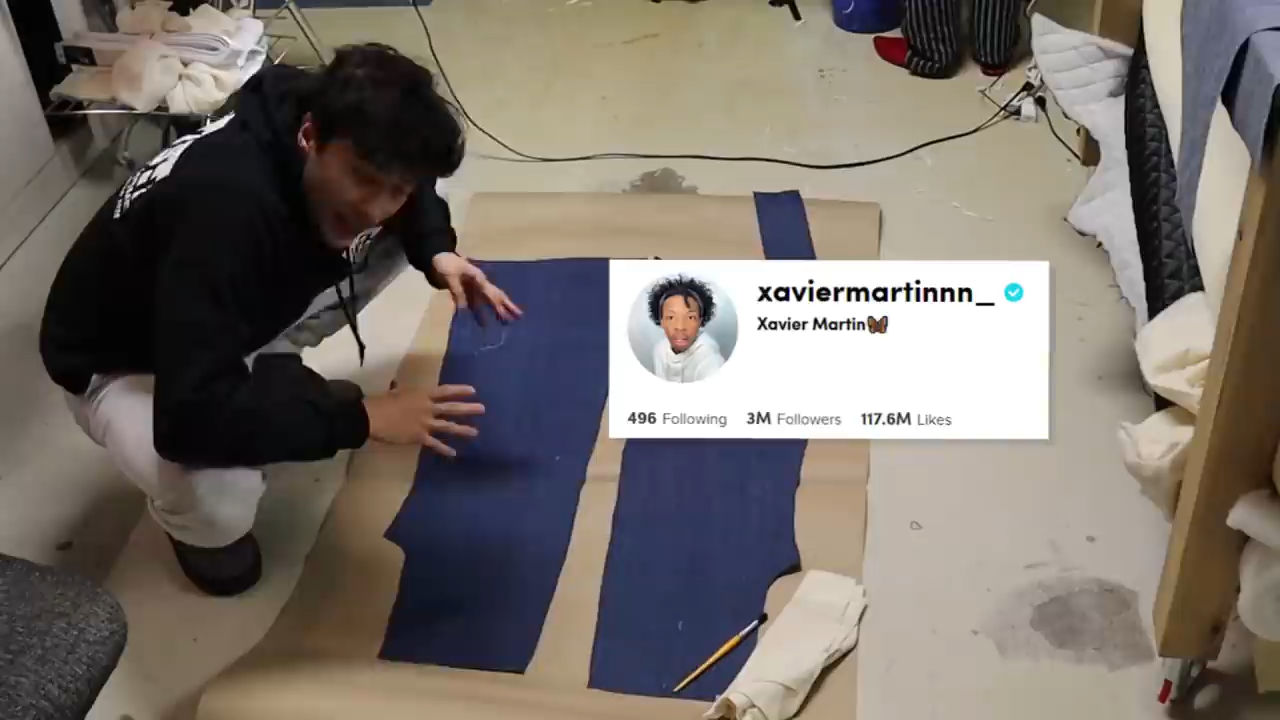 xaviermartinnn_
Xavier Martin🦋
496 Following 3M Followers 117.6M Likes